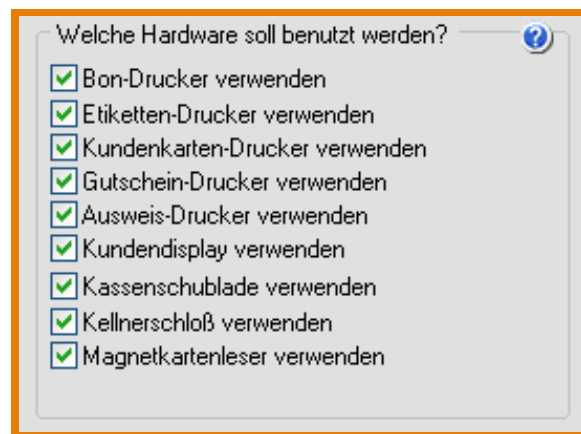 Welche Hardware soll benutzt werden?
?
Bon-Drucker verwenden
Etiketten-Drucker verwenden
Kundenkarten-Drucker verwenden
Gutschein-Drucker verwenden
Ausweis-Drucker verwenden
Kundendisplay verwenden
Kassenschublade verwenden
Kellnerschloß verwenden
Magnetkartenleser verwenden